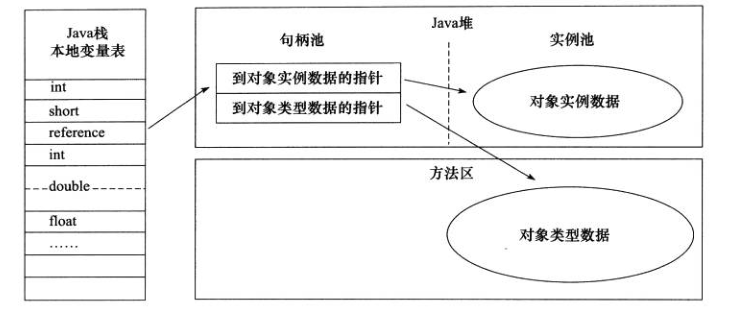 Java栈
本地变量表
int
short
reference
int
double
float
……
Java堆
句柄池
实例池
到对象实例数据的指针
到对象类型数据的指针
对象实例数据
方法区
对象类型数据